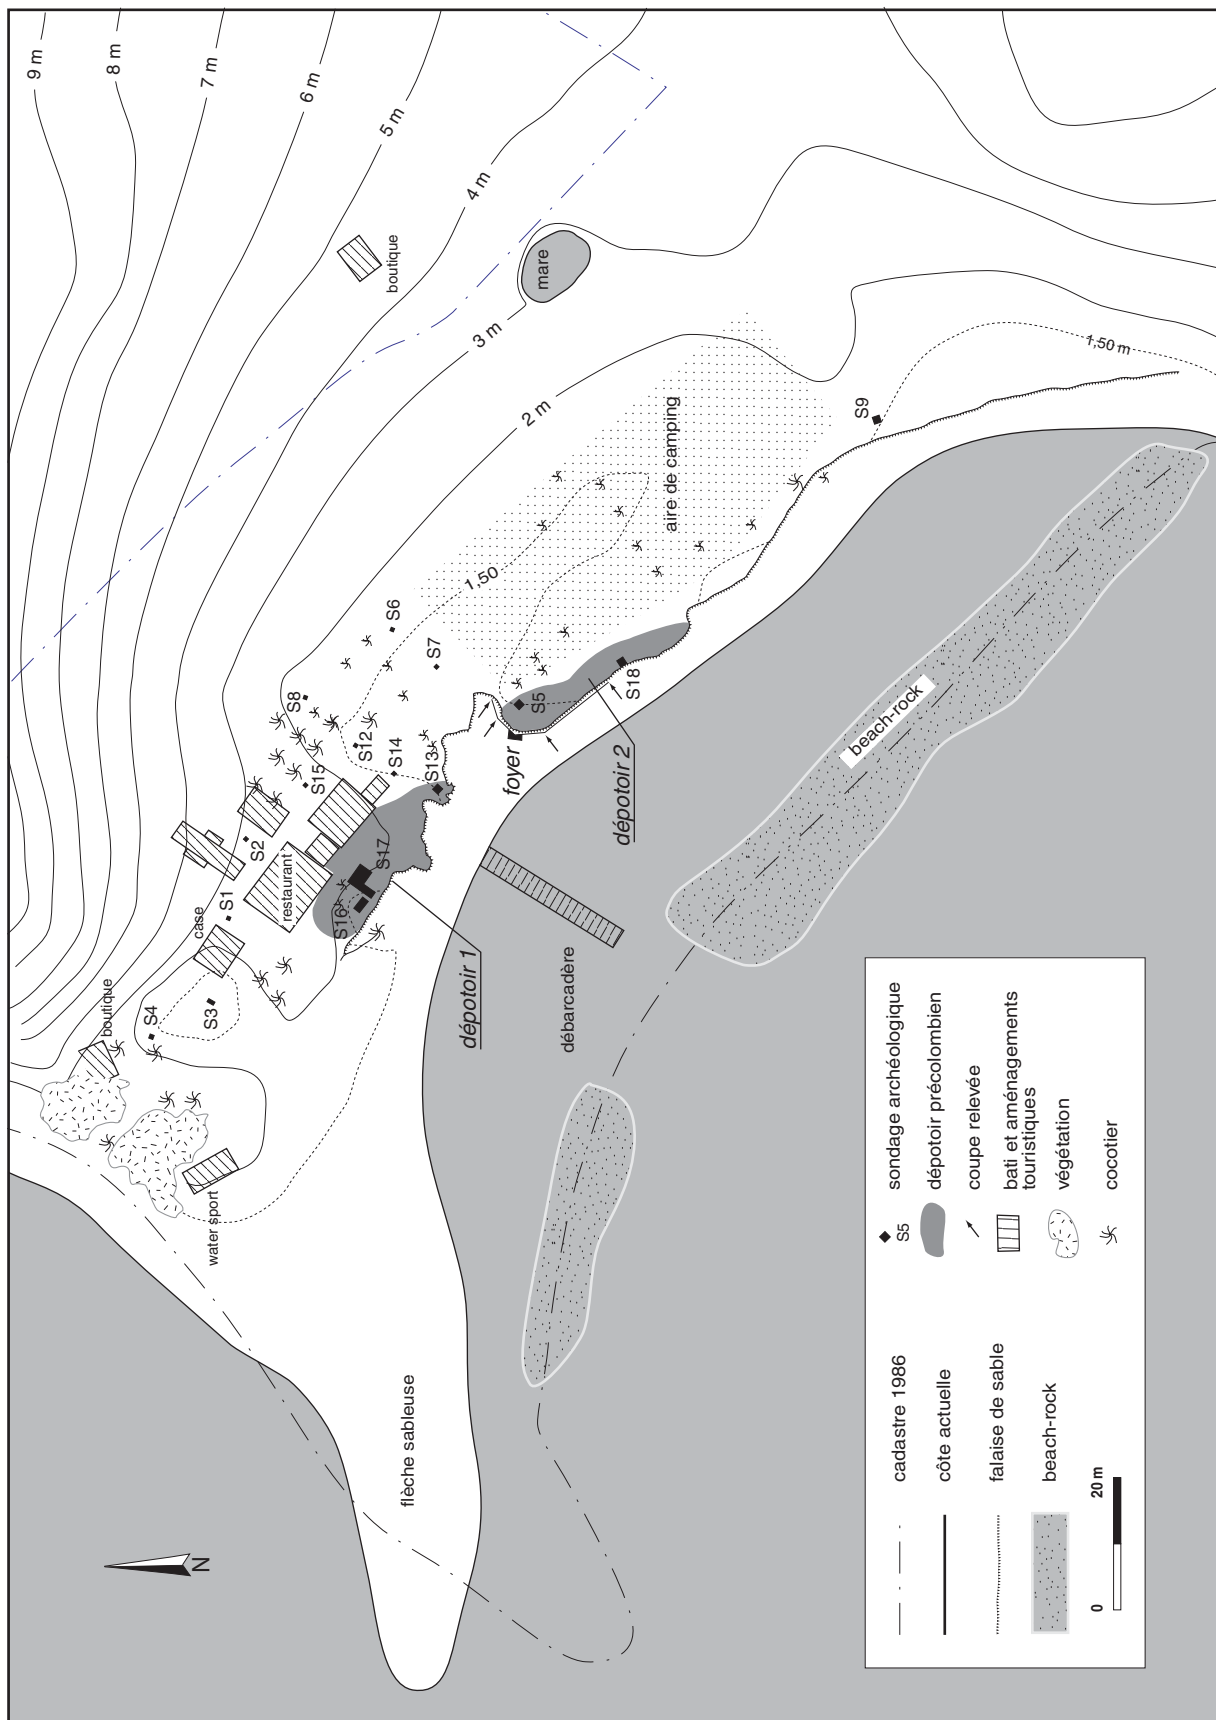 9 m
8 m
7 m
6 m
5 m
4 m
3 m
2 m
1,50 m
1,50
boutique
mare
aire de camping
S9
S6
S7
S8
S12
S14
S13
S15
S5
S18
foyer
dépotoir 2
beach-rock
S2
restaurant
S17
S16
S1
case
dépotoir 1
débarcadère
S3
S4
boutique
water sport
flèche sableuse
N
cadastre 1986
côte actuelle
falaise de sable
beach-rock
0
20 m
S5
sondage archéologique
dépotoir précolombien
coupe relevée
bati et aménagements
touristiques
végétation
cocotier